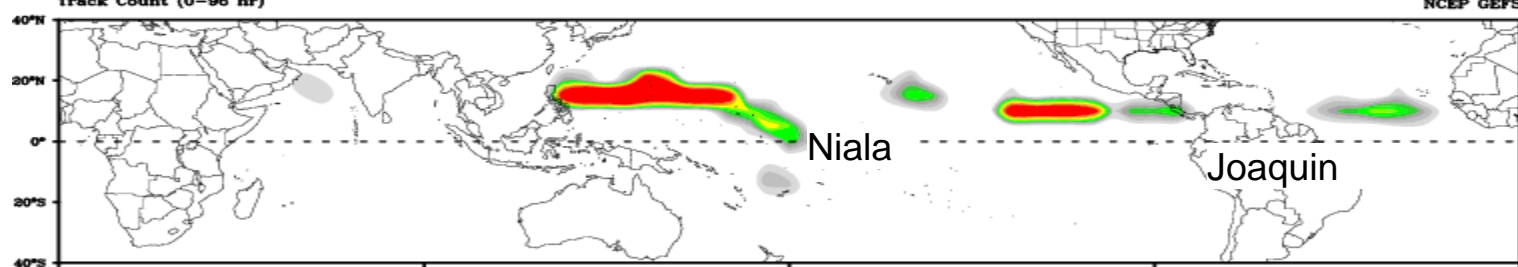 Track Count (0-96 hr) NCEP GEFS
40°N
20°N
0°
Niala
Joaquin
20°S
40°S